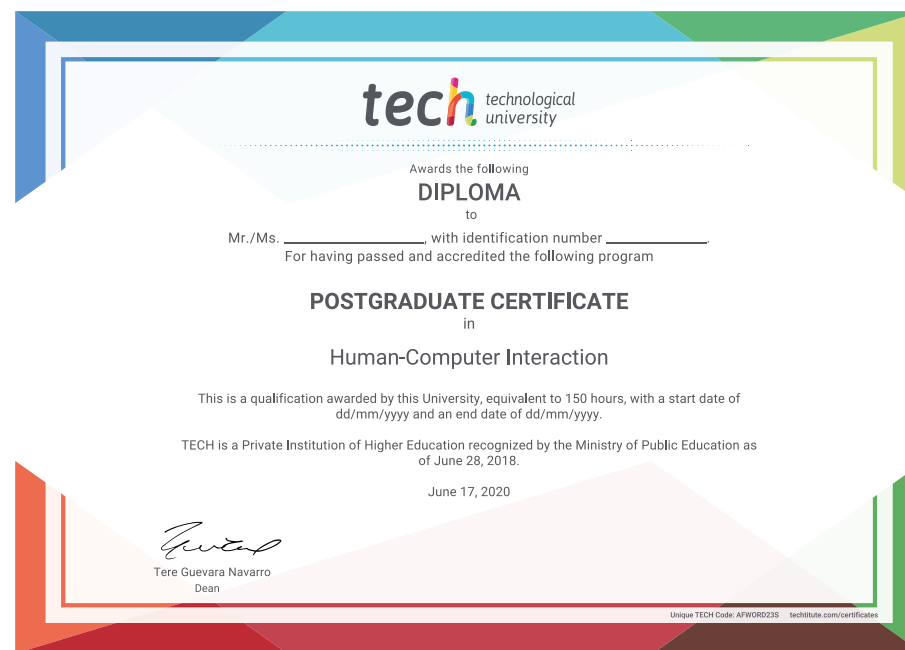 tech technological
university
Awards the following
DIPLOMA
to
Mr./Ms. ____________________, with identification number ______________.
For having passed and accredited the following program
POSTGRADUATE CERTIFICATE
in
Human-Computer Interaction
This is a qualification awarded by this University, equivalent to 150 hours, with a start date of
dd/mm/yyyy and an end date of dd/mm/yyyy.
TECH is a Private Institution of Higher Education recognized by the Ministry of Public Education as
of June 28, 2018.
June 17, 2020
Tere Guevara Navarro
Dean
Unique TECH Code: AFWORD23S techtitute.com/certificates